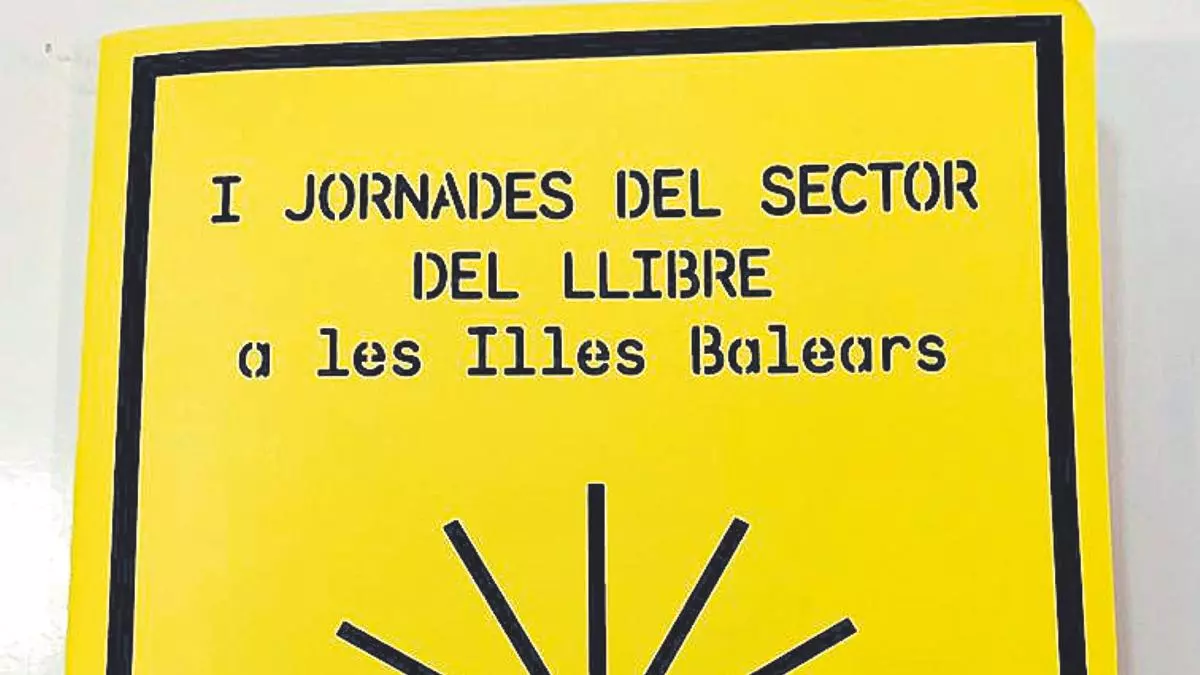 I JORNADES DEL SECTOR
DEL LLIBRE
a les Illes Balears